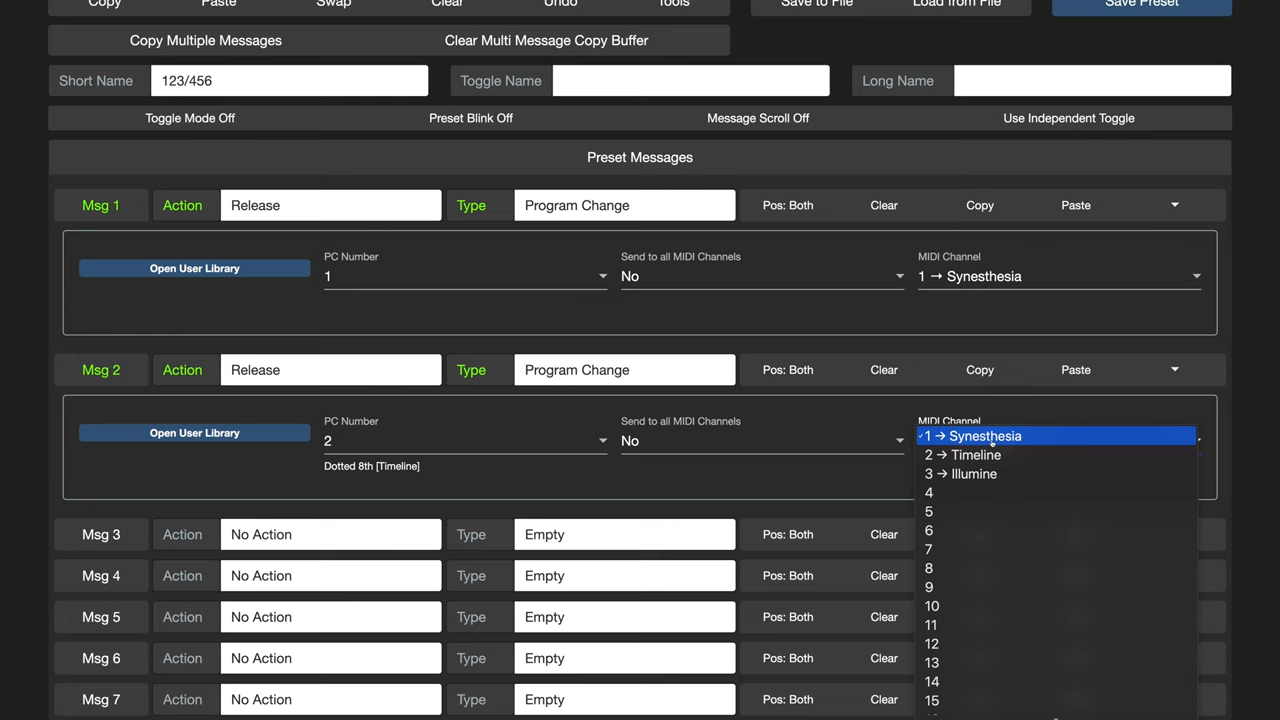 Copy Paste Swap Clear Undo Tools Save to File Load from File Save Preset
Copy Multiple Messages Clear Multi Message Copy Buffer
Short Name 123/456 Toggle Name Long Name
Toggle Mode Off Preset Blink Off Message Scroll Off Use Independent Toggle
Preset Messages
Msg 1 Action Release Type Program Change Pos: Both Clear Copy Paste
PC Number Send to all MIDI Channels MIDI Channel
Open User Library 1 No 1 → Synesthesia
Msg 2 Action Release Type Program Change Pos: Both Clear Copy Paste
PC Number Send to all MIDI Channels MIDI Channel
Open User Library 2 No ✓1 → Synesthesia
Dotted 8th [Timeline]
2 → Timeline
3 → Illumine
4
5
6
7
8
9
10
11
12
13
14
15
Msg 3 Action No Action Type Empty Pos: Both Clear
Msg 4 Action No Action Type Empty Pos: Both Clear
Msg 5 Action No Action Type Empty Pos: Both Clear
Msg 6 Action No Action Type Empty Pos: Both Clear
Msg 7 Action No Action Type Empty Pos: Both Clear